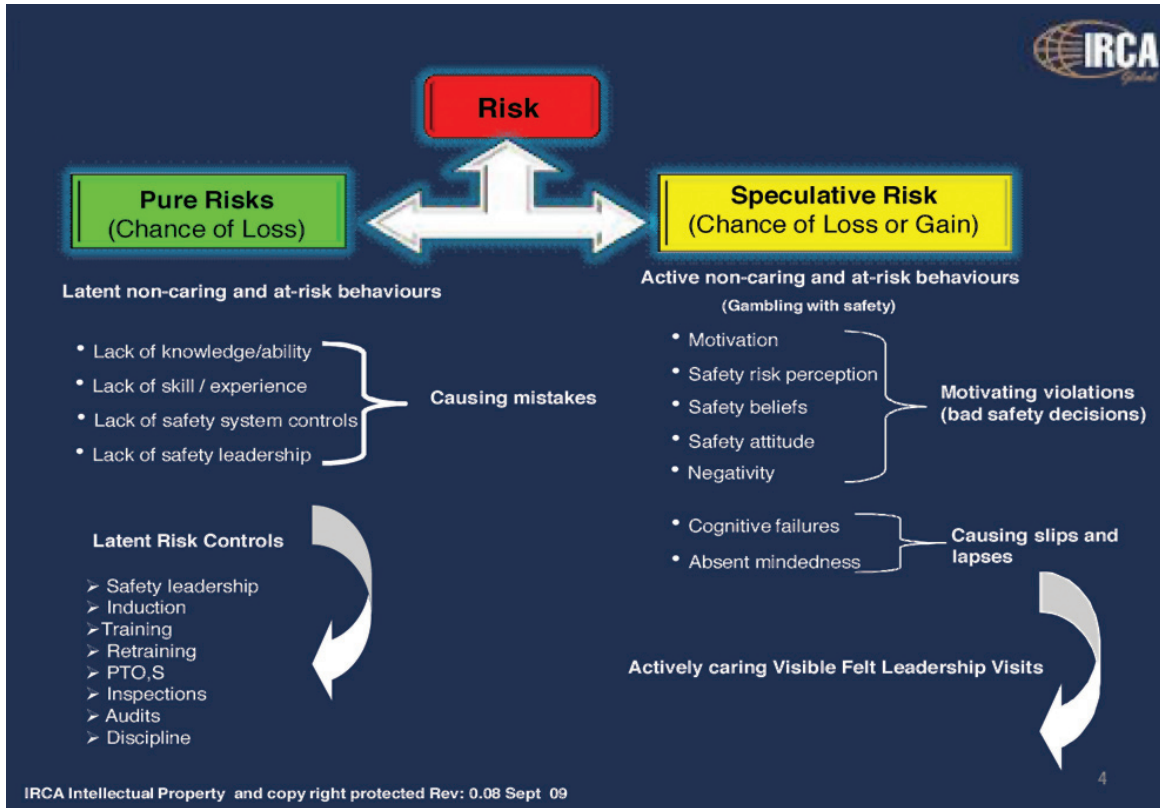 IRCA
Global
Risk
Pure Risks
(Chance of Loss)
Speculative Risk
(Chance of Loss or Gain)
Latent non-caring and at-risk behaviours
• Lack of knowledge/ability
• Lack of skill / experience
• Lack of safety system controls
• Lack of safety leadership
Causing mistakes
Latent Risk Controls
➢ Safety leadership
➢ Induction
➢Training
➢ Retraining
➢ PTO,S
➢ Inspections
➢ Audits
➢ Discipline
Active non-caring and at-risk behaviours
(Gambling with safety)
• Motivation
• Safety risk perception
• Safety beliefs
• Safety attitude
• Negativity
Motivating violations
(bad safety decisions)
• Cognitive failures
• Absent mindedness
Causing slips and
lapses
Actively caring Visible Felt Leadership Visits
4
IRCA Intellectual Property and copy right protected Rev: 0.08 Sept 09